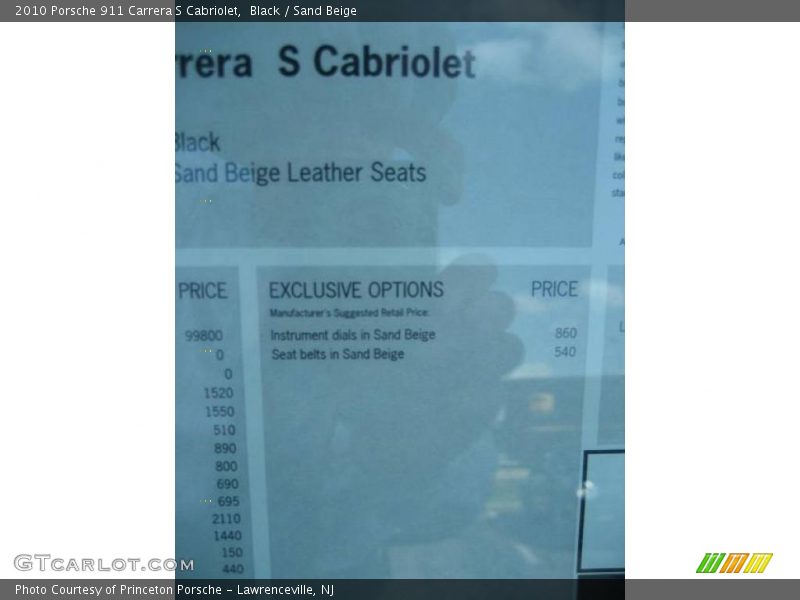 2010 Porsche 911 Carrera S Cabriolet, Black / Sand Beige
rrera S Cabriolet
Black
Sand Beige Leather Seats
PRICE
99800
0
0
1520
1550
510
890
800
690
695
2110
1440
150
440
EXCLUSIVE OPTIONS PRICE
Manufacturer's Suggested Retail Price:
Instrument dials in Sand Beige 860
Seat belts in Sand Beige 540
GTCARLOT.COM
Photo Courtesy of Princeton Porsche - Lawrenceville, NJ